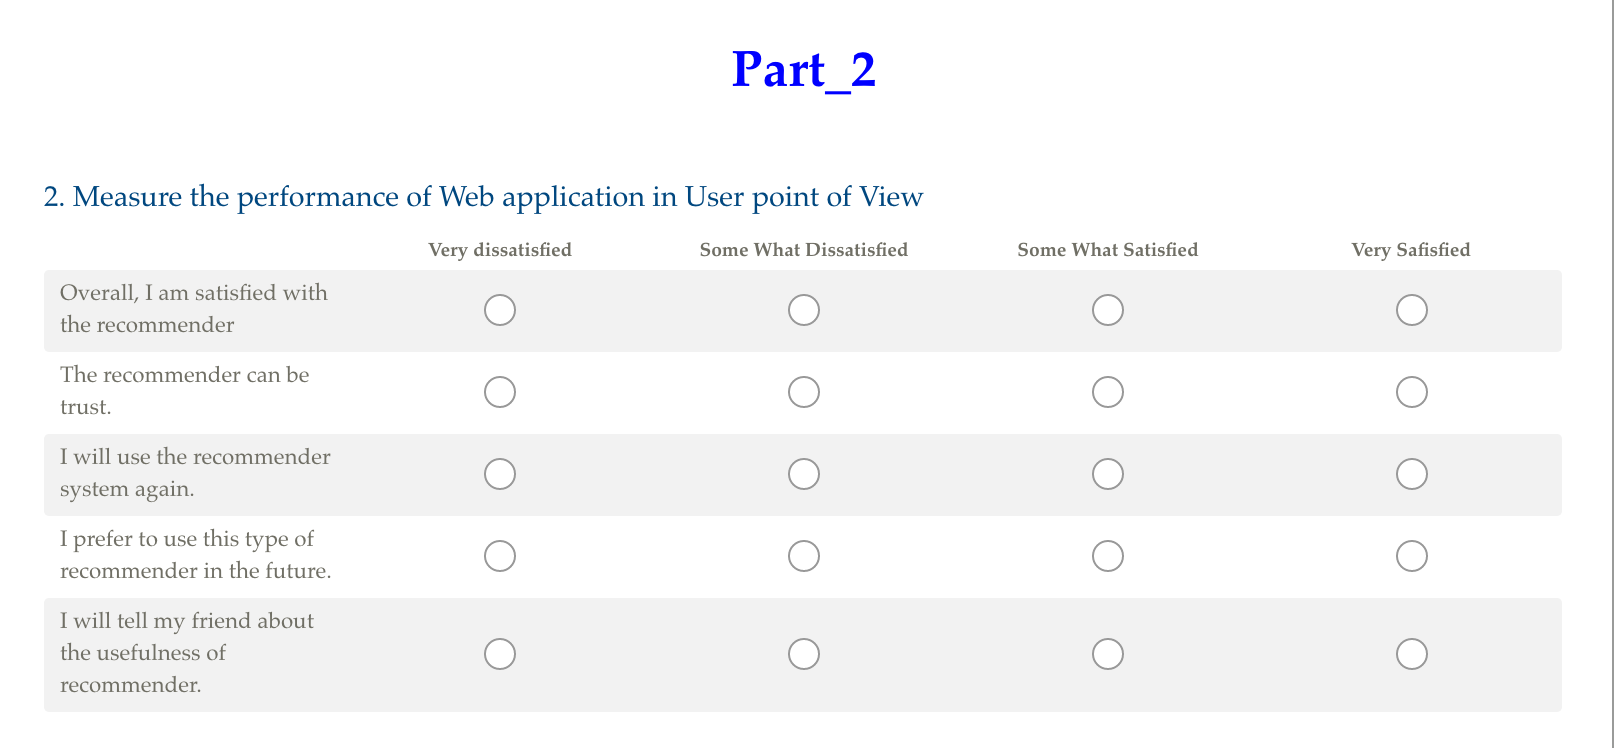 Part_2
2. Measure the performance of Web application in User point of View
Very dissatisfied Some What Dissatisfied Some What Satisfied Very Safisfied
Overall, I am satisfied with
the recommender
The recommender can be
trust.
I will use the recommender
system again.
I prefer to use this type of
recommender in the future.
I will tell my friend about
the usefulness of
recommender.